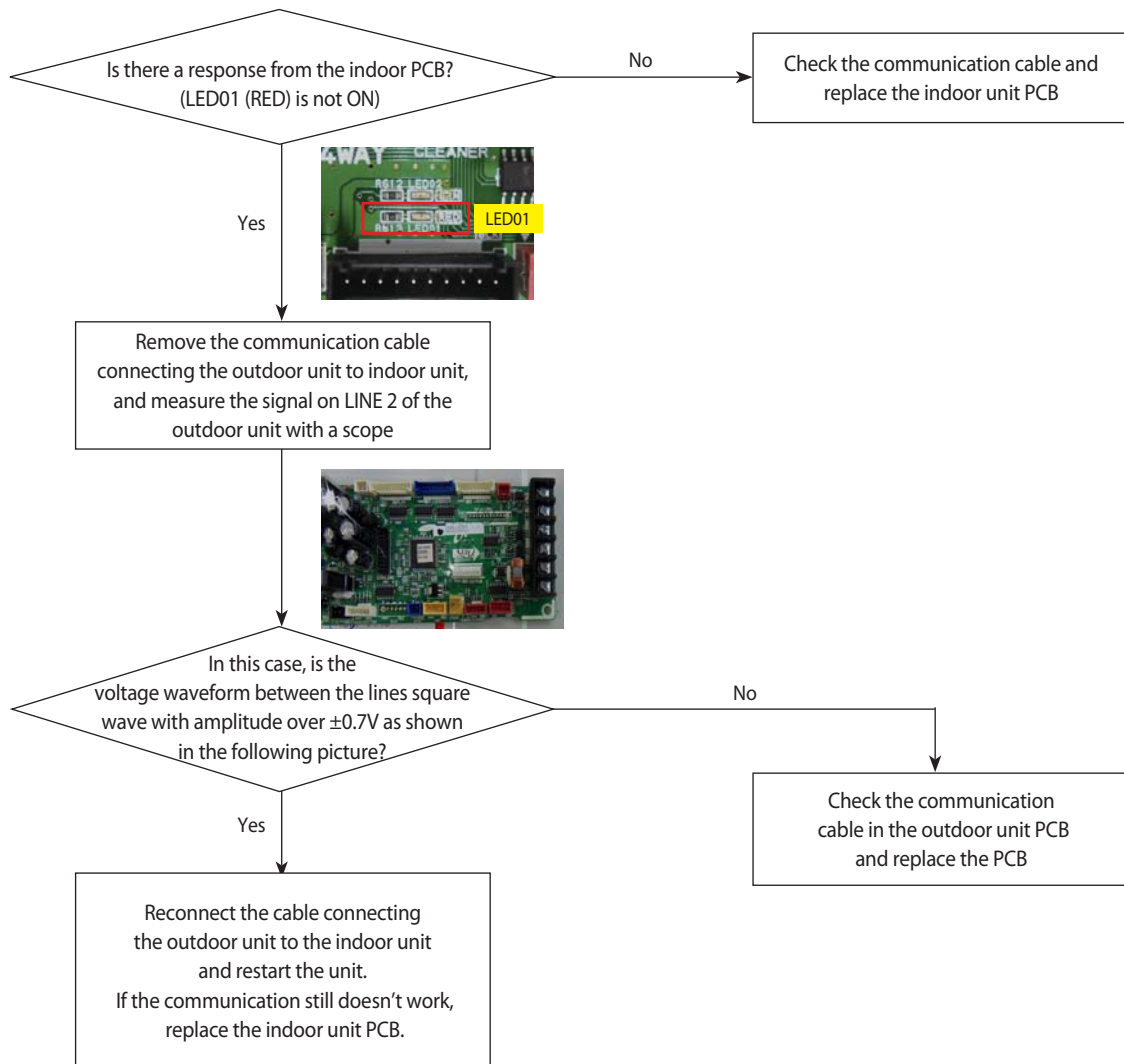 Is there a response from the indoor PCB?
(LED01 (RED) is not ON)
No
Check the communication cable and
replace the indoor unit PCB
Yes
4WAY CLEANER
R612 LED02
LED01
R613 LED01
Remove the communication cable
connecting the outdoor unit to indoor unit,
and measure the signal on LINE 2 of the
outdoor unit with a scope
In this case, is the
voltage waveform between the lines square
wave with amplitude over ±0.7V as shown
in the following picture?
No
Check the communication
cable in the outdoor unit PCB
and replace the PCB
Yes
Reconnect the cable connecting
the outdoor unit to the indoor unit
and restart the unit.
If the communication still doesn’t work,
replace the indoor unit PCB.